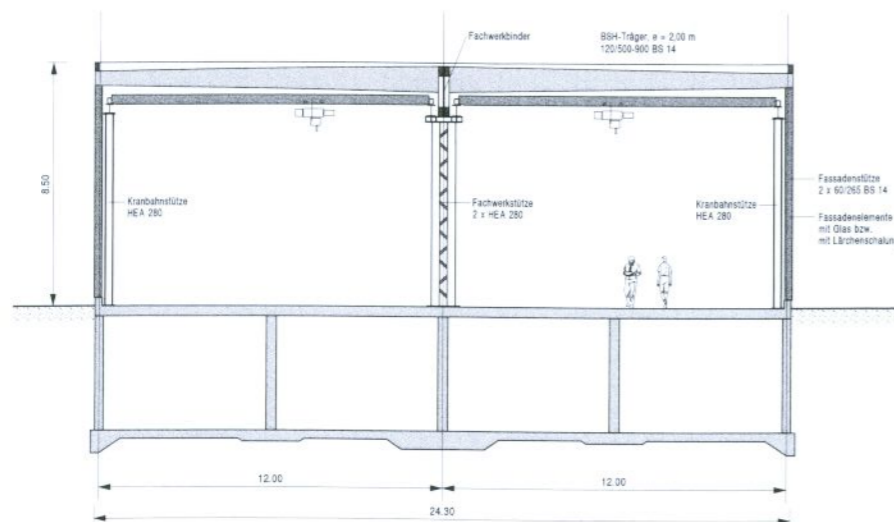 Fachwerkbinder
BSH-Träger, e = 2,00 m
120/500-900 BS 14
8.50
Kranbahnstütze
HEA 280
Fachwerkstütze
2 x HEA 280
Kranbahnstütze
HEA 280
Fassadenstütze
2 x 60/265 BS 14
Fassadenelemente
mit Glas bzw.
mit Lärchenschalun
12.00
12.00
24.30